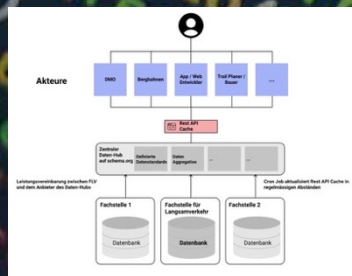 Akteure
DMO
Bergbahnen
App / Web
Entwickler
Trail Planer /
Bauer
...
Rest API
Cache
Zentraler
Daten-Hub
auf schema.org
Definierte
Datenstandards
Daten
Aggregation
...
...
Leistungsvereinbarung zwischen FLV
und dem Anbieter des Daten-Hubs
Cron Job aktualisiert Rest API Cache in
regelmässigen Abständen
Fachstelle 1
Datenbank
Fachstelle für
Langsamverkehr
Datenbank
Fachstelle 2
Datenbank